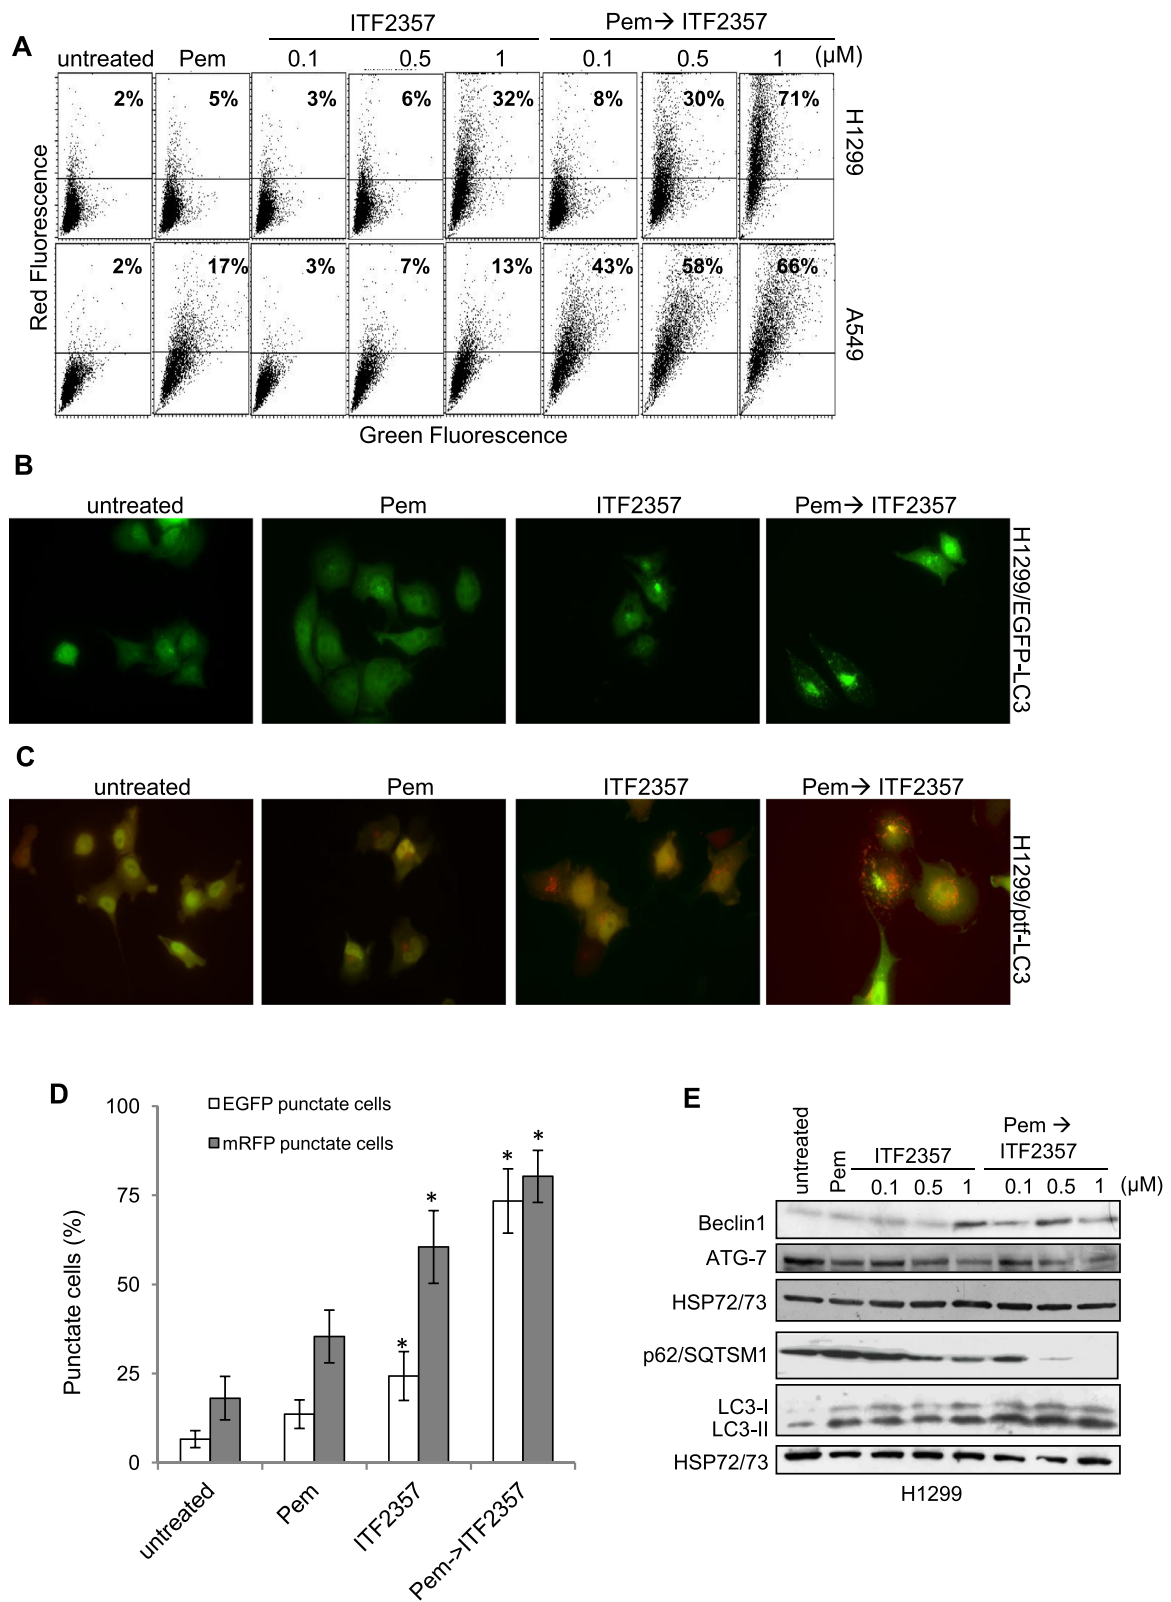 A
ITF2357
Pem→ ITF2357
untreated Pem 0.1 0.5 1 0.1 0.5 1 (µM)
2% 5% 3% 6% 32% 8% 30% 71%
H1299
2% 17% 3% 7% 13% 43% 58% 66%
A549
Red Fluorescence
Green Fluorescence
B
untreated Pem ITF2357 Pem→ ITF2357
H1299/EGFP-LC3
C
untreated Pem ITF2357 Pem→ ITF2357
H1299/ptf-LC3
D
EGFP punctate cells
mRFP punctate cells
Punctate cells (%)
100
75
50
25
0
* * * *
untreated Pem ITF2357 Pem->ITF2357
E
untreated Pem ITF2357
Pem →
ITF2357
0.1 0.5 1 0.1 0.5 1 (µM)
Beclin1
ATG-7
HSP72/73
p62/SQTSM1
LC3-I
LC3-II
HSP72/73
H1299